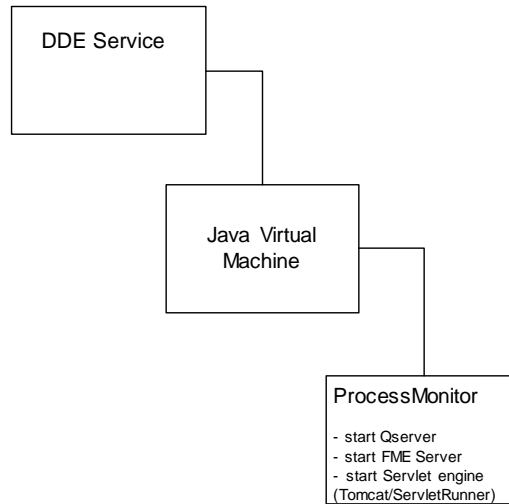 DDE Service
Java Virtual
Machine
ProcessMonitor
- start Qserver
- start FME Server
- start Servlet engine
(Tomcat/ServletRunner)